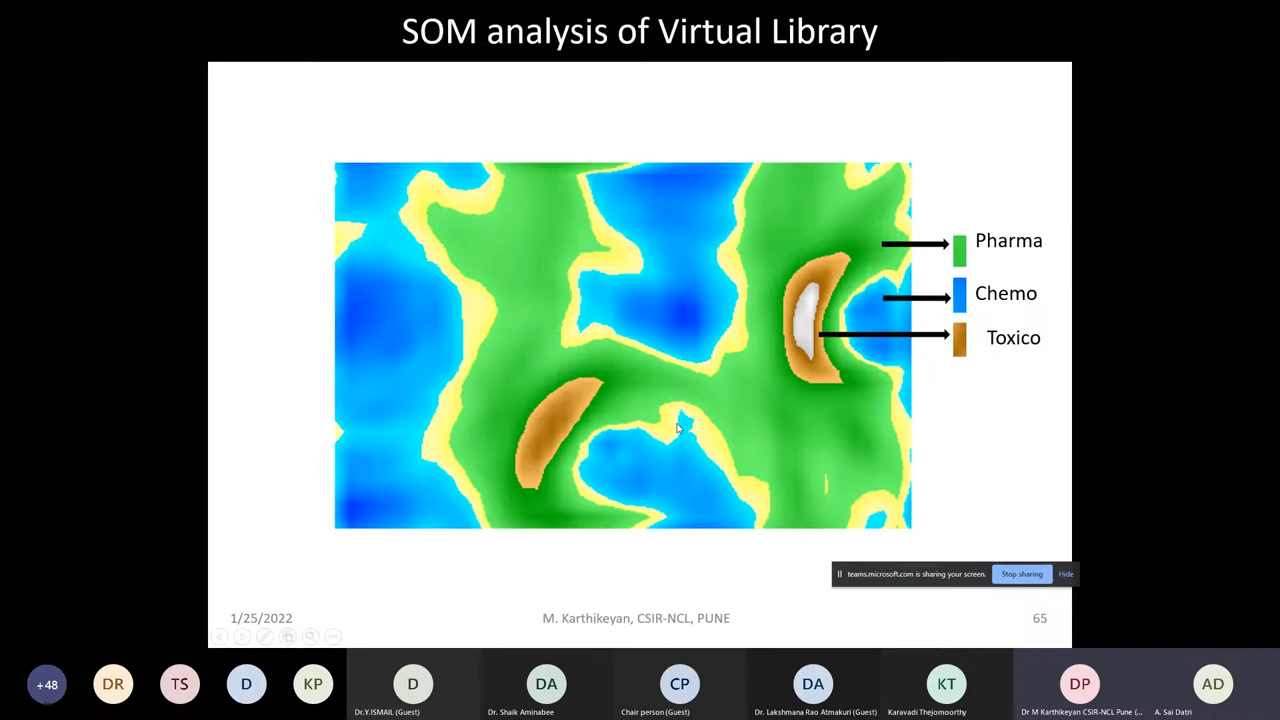 SOM analysis of Virtual Library
Pharma
Chemo
Toxico
teams.microsoft.com is sharing your screen.
Stop sharing
Hide
1/25/2022
M. Karthikeyan, CSIR-NCL, PUNE
65
+48
DR
TS
D
KP
D
DA
CP
DA
KT
DP
AD
Dr.Y.ISMAIL (Guest)
Dr. Shaik Aminabee
Chair person (Guest)
Dr. Lakshmana Rao Atmakuri (Guest)
Karavadi Thejomoorthy
Dr M Karthikeyan CSIR-NCL Pune (...
A. Sai Datri